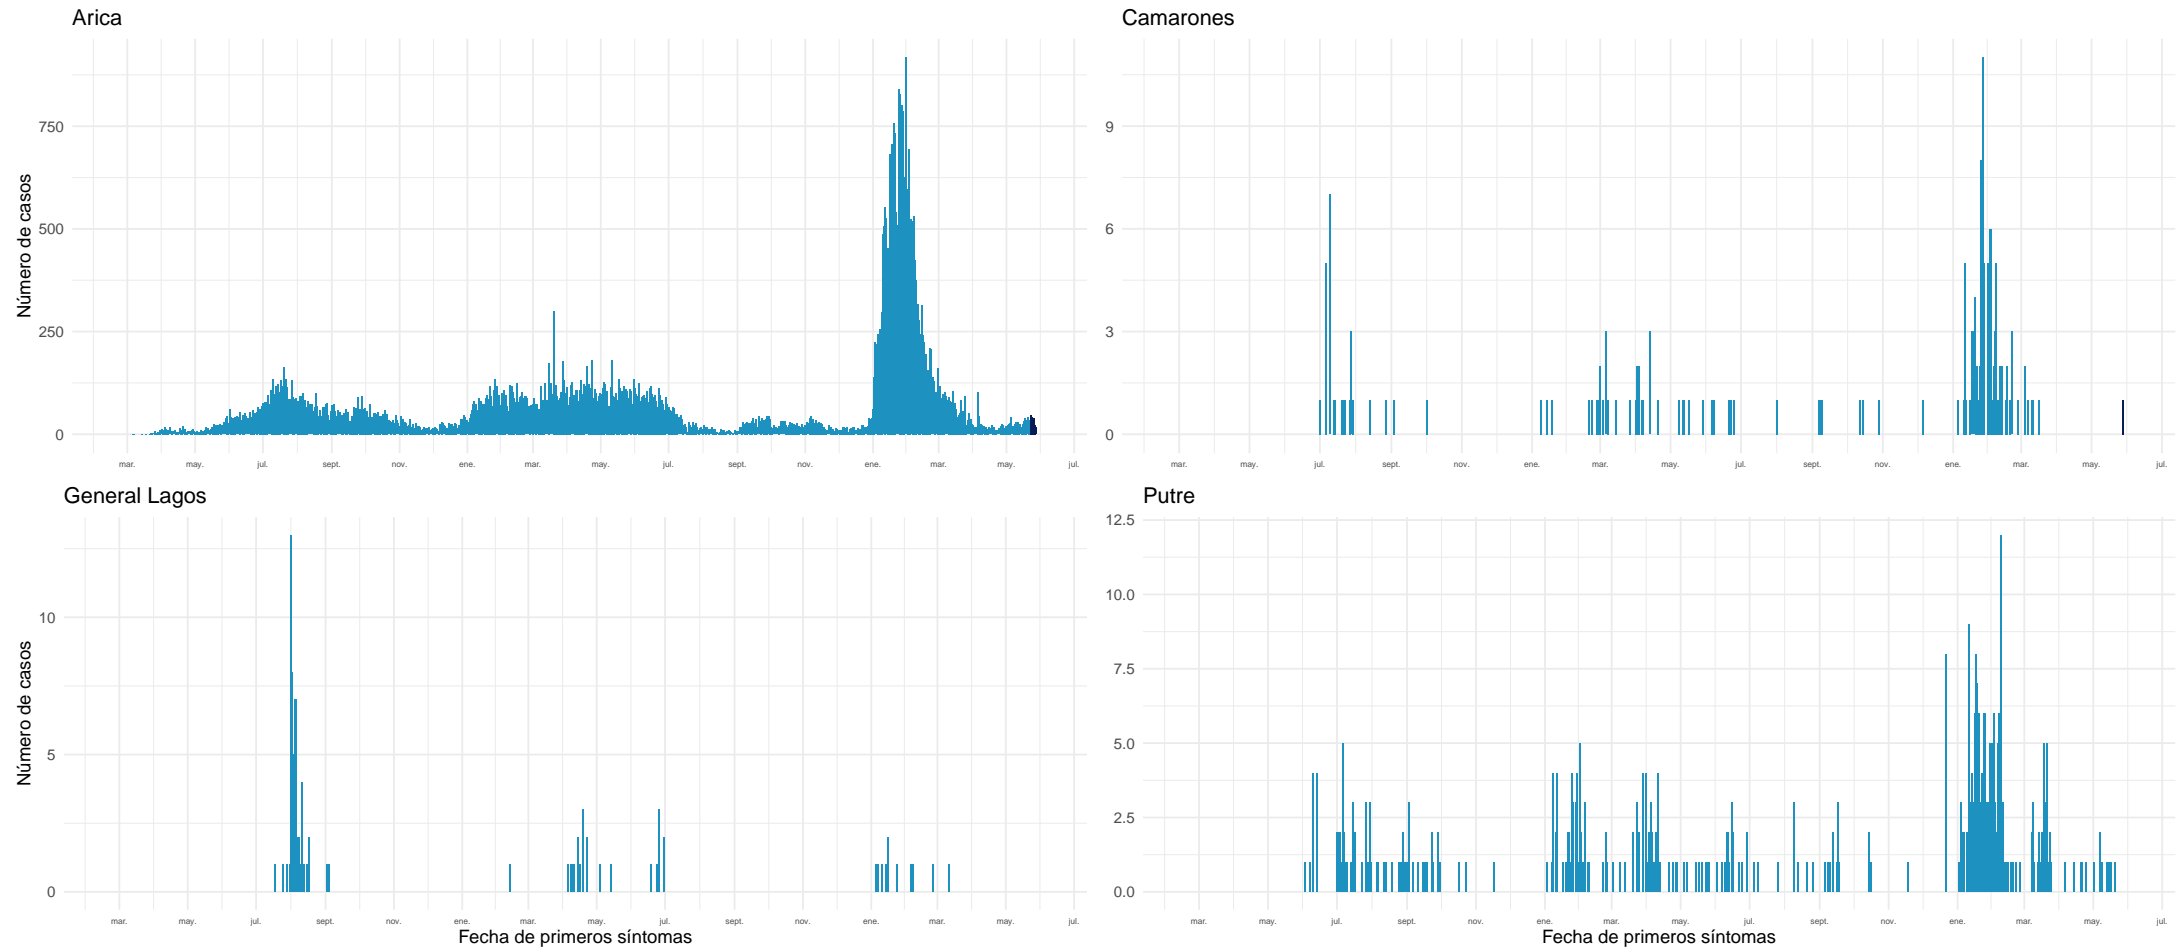 Arica
Número de casos
750
500
250
0
mar. may. jul. sept. nov. ene. mar. may. jul. sept. nov. ene. mar. may. jul.
Camarones
9
6
3
0
mar. may. jul. sept. nov. ene. mar. may. jul. sept. nov. ene. mar. may. jul.
General Lagos
Número de casos
10
5
0
mar. may. jul. sept. nov. ene. mar. may. jul. sept. nov. ene. mar. may. jul.
Fecha de primeros síntomas
Putre
12.5
10.0
7.5
5.0
2.5
0.0
mar. may. jul. sept. nov. ene. mar. may. jul. sept. nov. ene. mar. may. jul.
Fecha de primeros síntomas